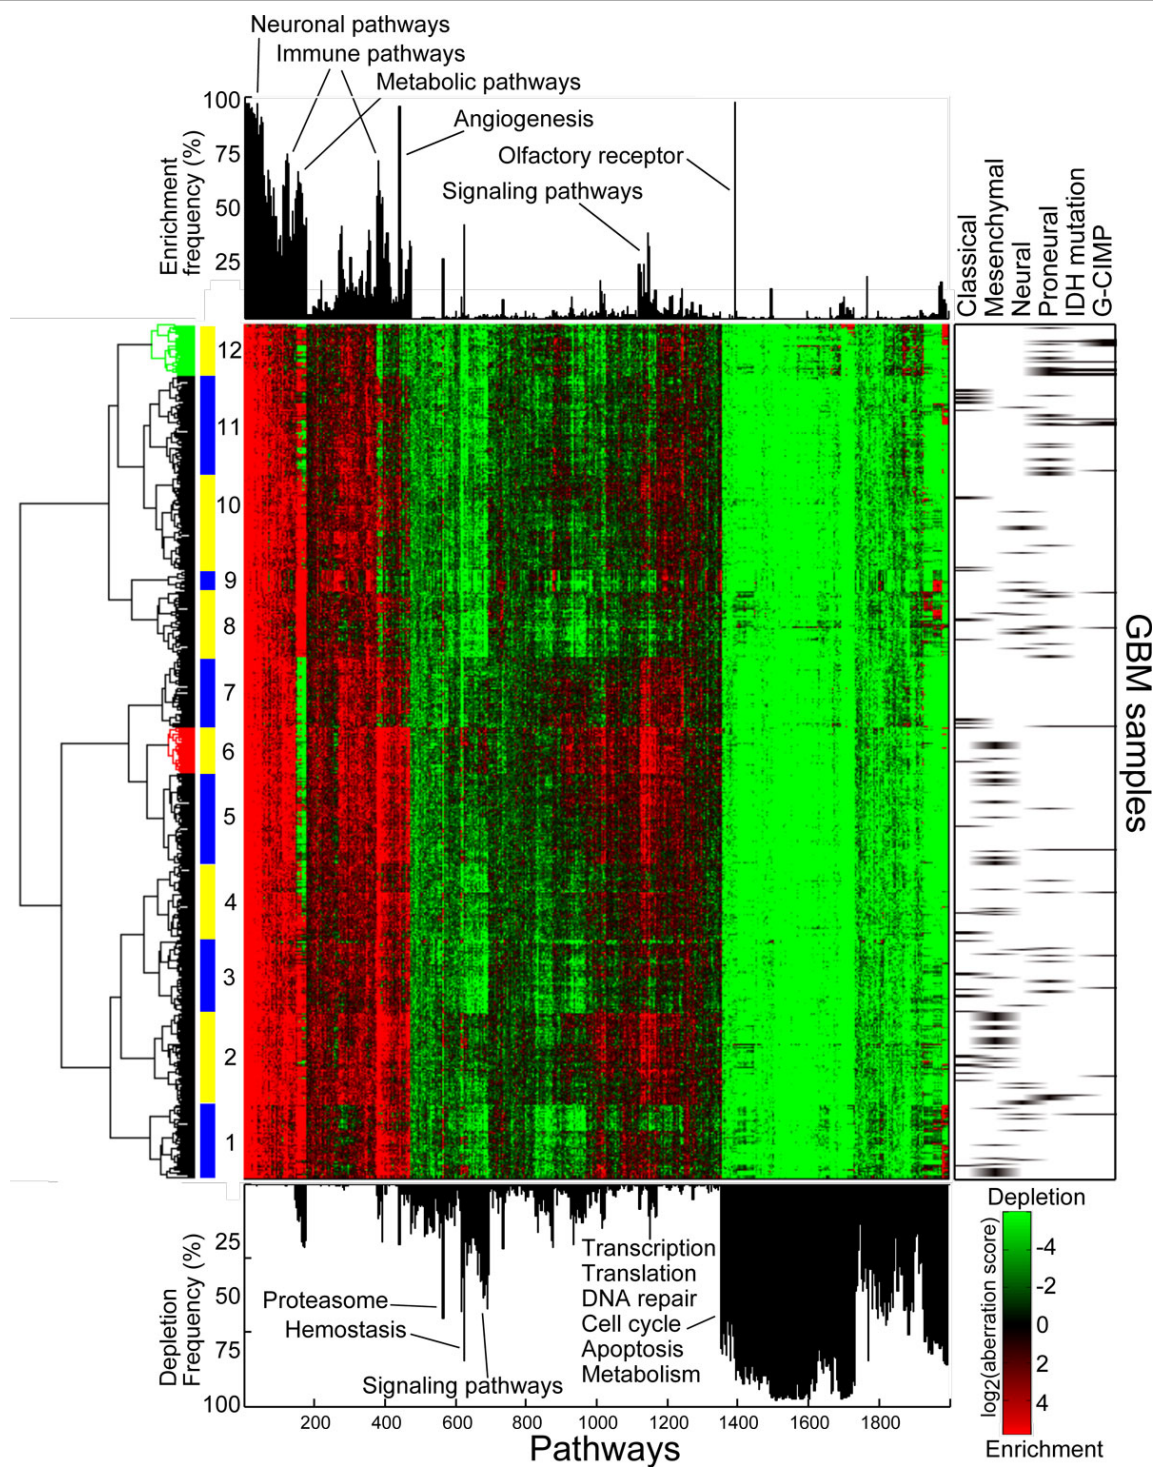 Neuronal pathways
Immune pathways
Metabolic pathways
Angiogenesis
Olfactory receptor
Signaling pathways
Enrichment
frequency (%)
100
75
50
25
Classical
Mesenchymal
Neural
Proneural
IDH mutation
G-CIMP
12
11
10
9
8
7
6
5
4
3
2
1
GBM samples
Depletion
Frequency (%)
25
50
75
100
Proteasome
Hemostasis
Signaling pathways
Transcription
Translation
DNA repair
Cell cycle
Apoptosis
Metabolism
200 400 600 800 1000 1200 1400 1600 1800
Pathways
Depletion
log2(aberration score)
-4
-2
0
2
4
Enrichment